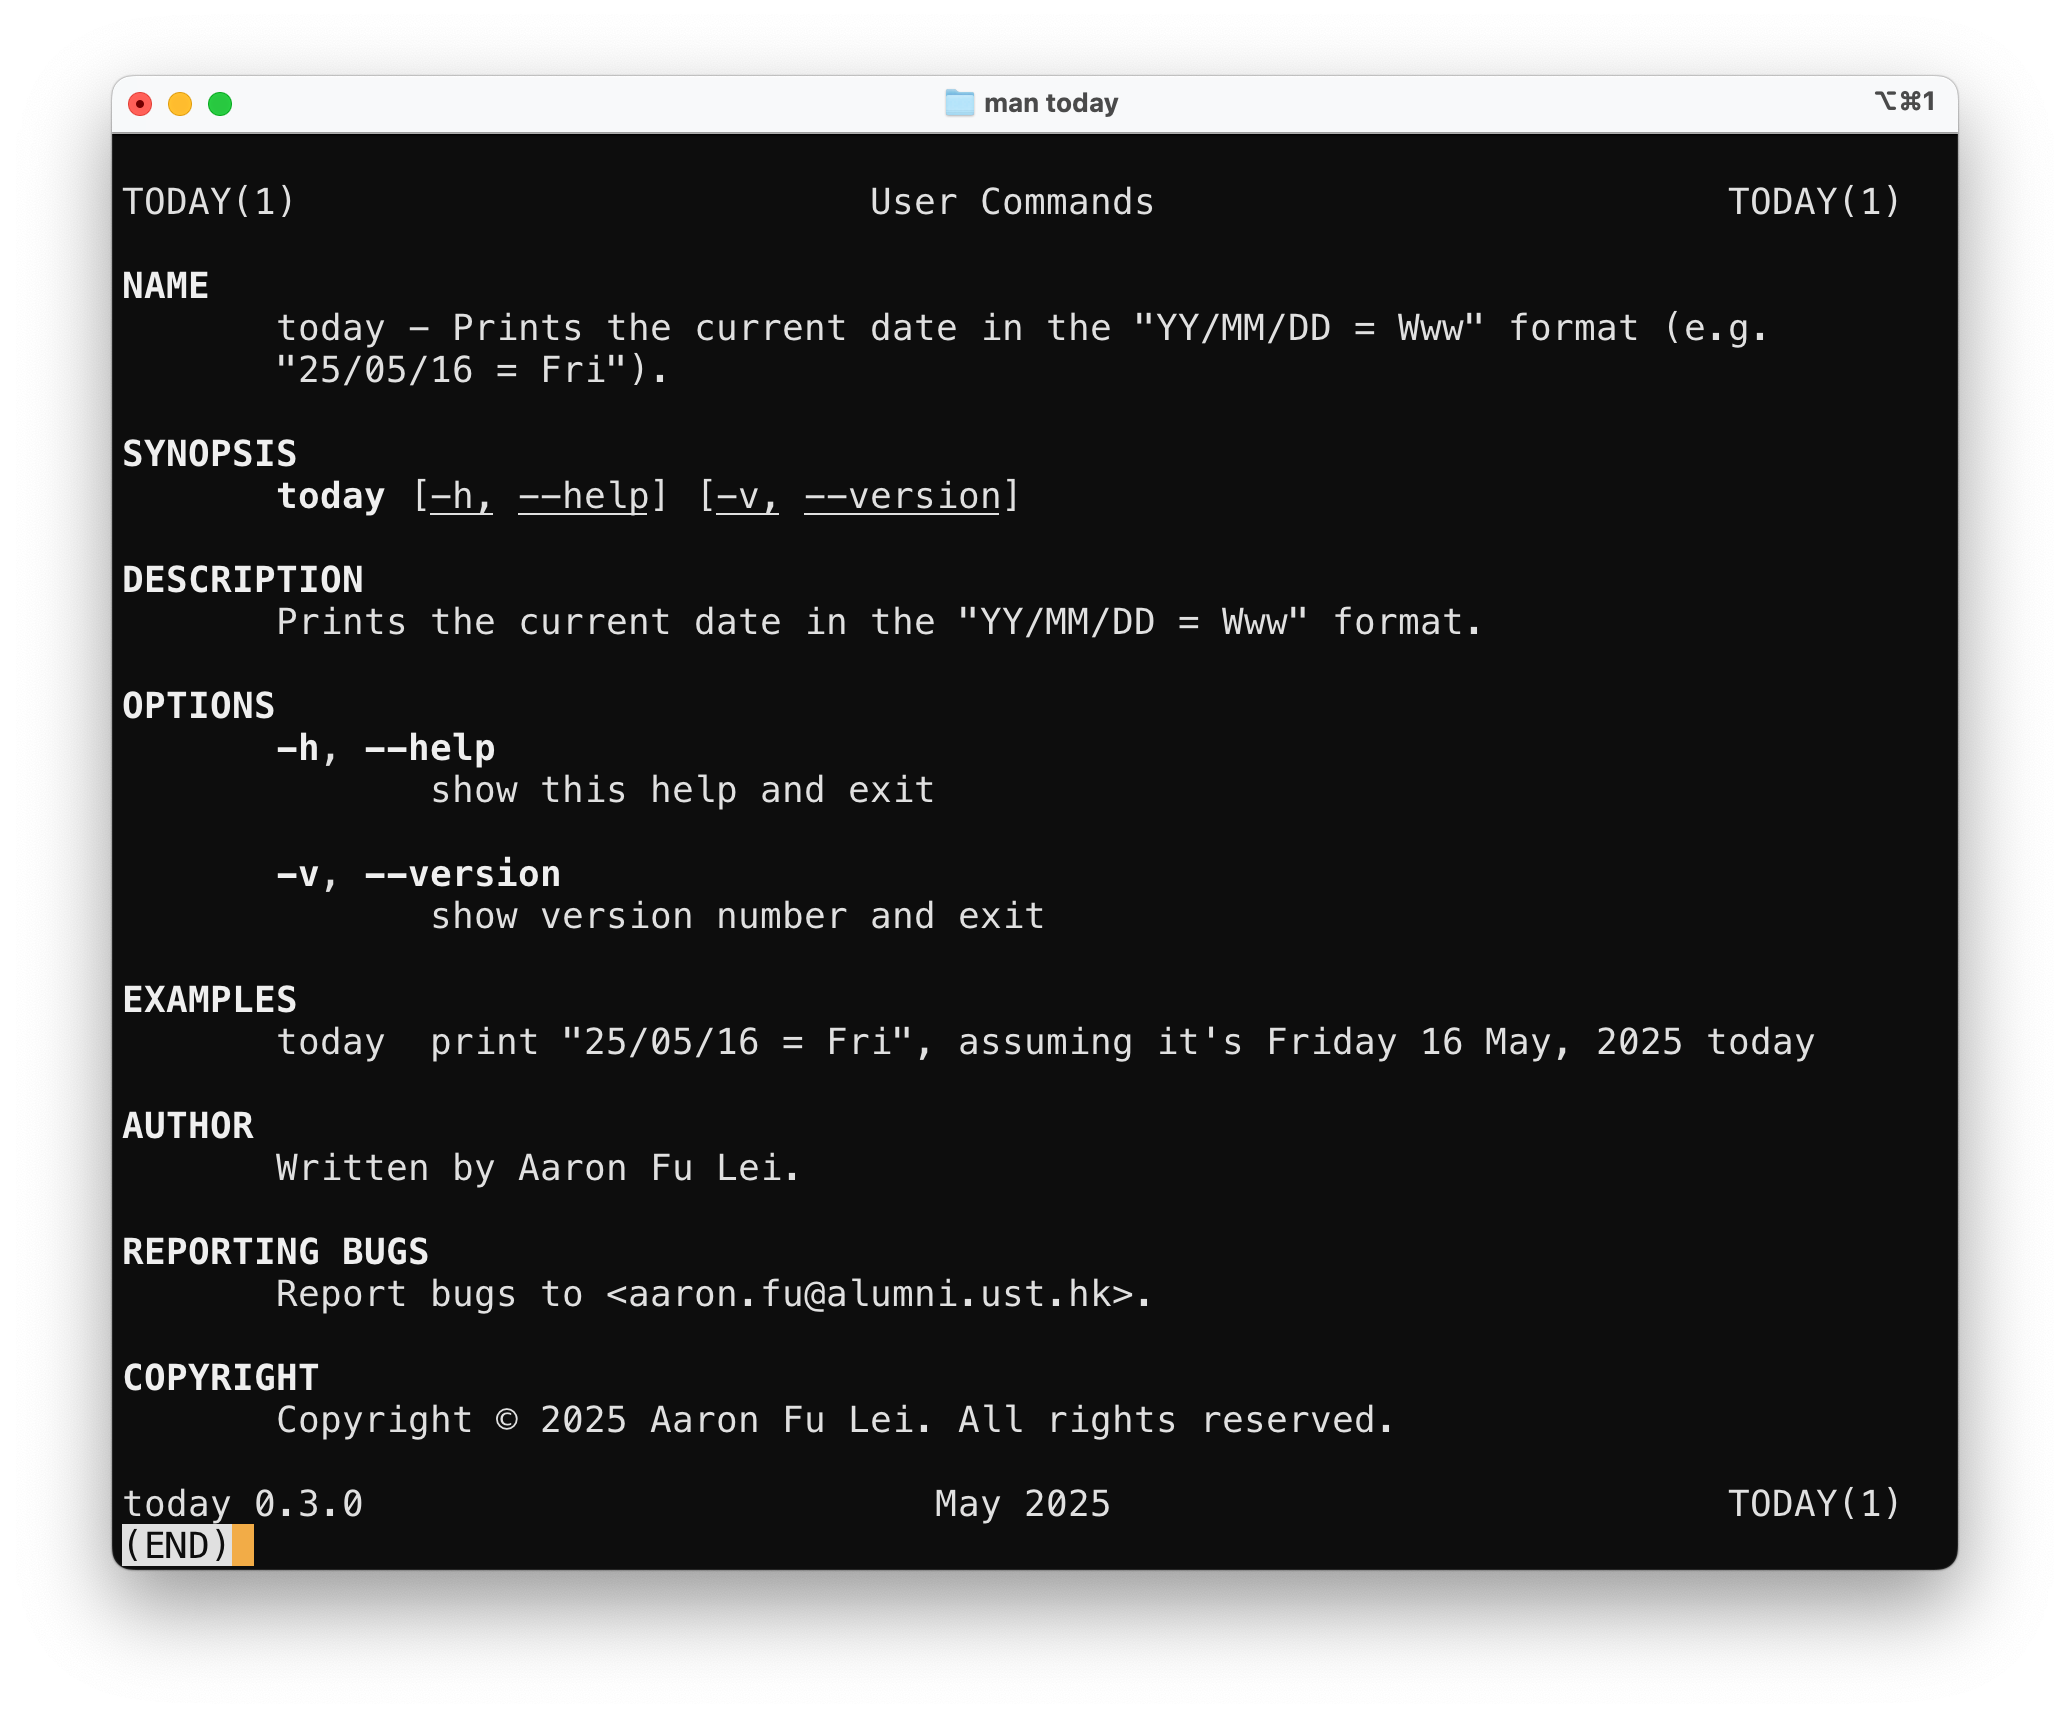 man today
⌥⌘1
TODAY(1) User Commands TODAY(1)
NAME
today - Prints the current date in the "YY/MM/DD = Www" format (e.g.
"25/05/16 = Fri").
SYNOPSIS
today [-h, --help] [-v, --version]
DESCRIPTION
Prints the current date in the "YY/MM/DD = Www" format.
OPTIONS
-h, --help
show this help and exit
-v, --version
show version number and exit
EXAMPLES
today print "25/05/16 = Fri", assuming it's Friday 16 May, 2025 today
AUTHOR
Written by Aaron Fu Lei.
REPORTING BUGS
Report bugs to <aaron.fu@alumni.ust.hk>.
COPYRIGHT
Copyright © 2025 Aaron Fu Lei. All rights reserved.
today 0.3.0 May 2025 TODAY(1)
(END)